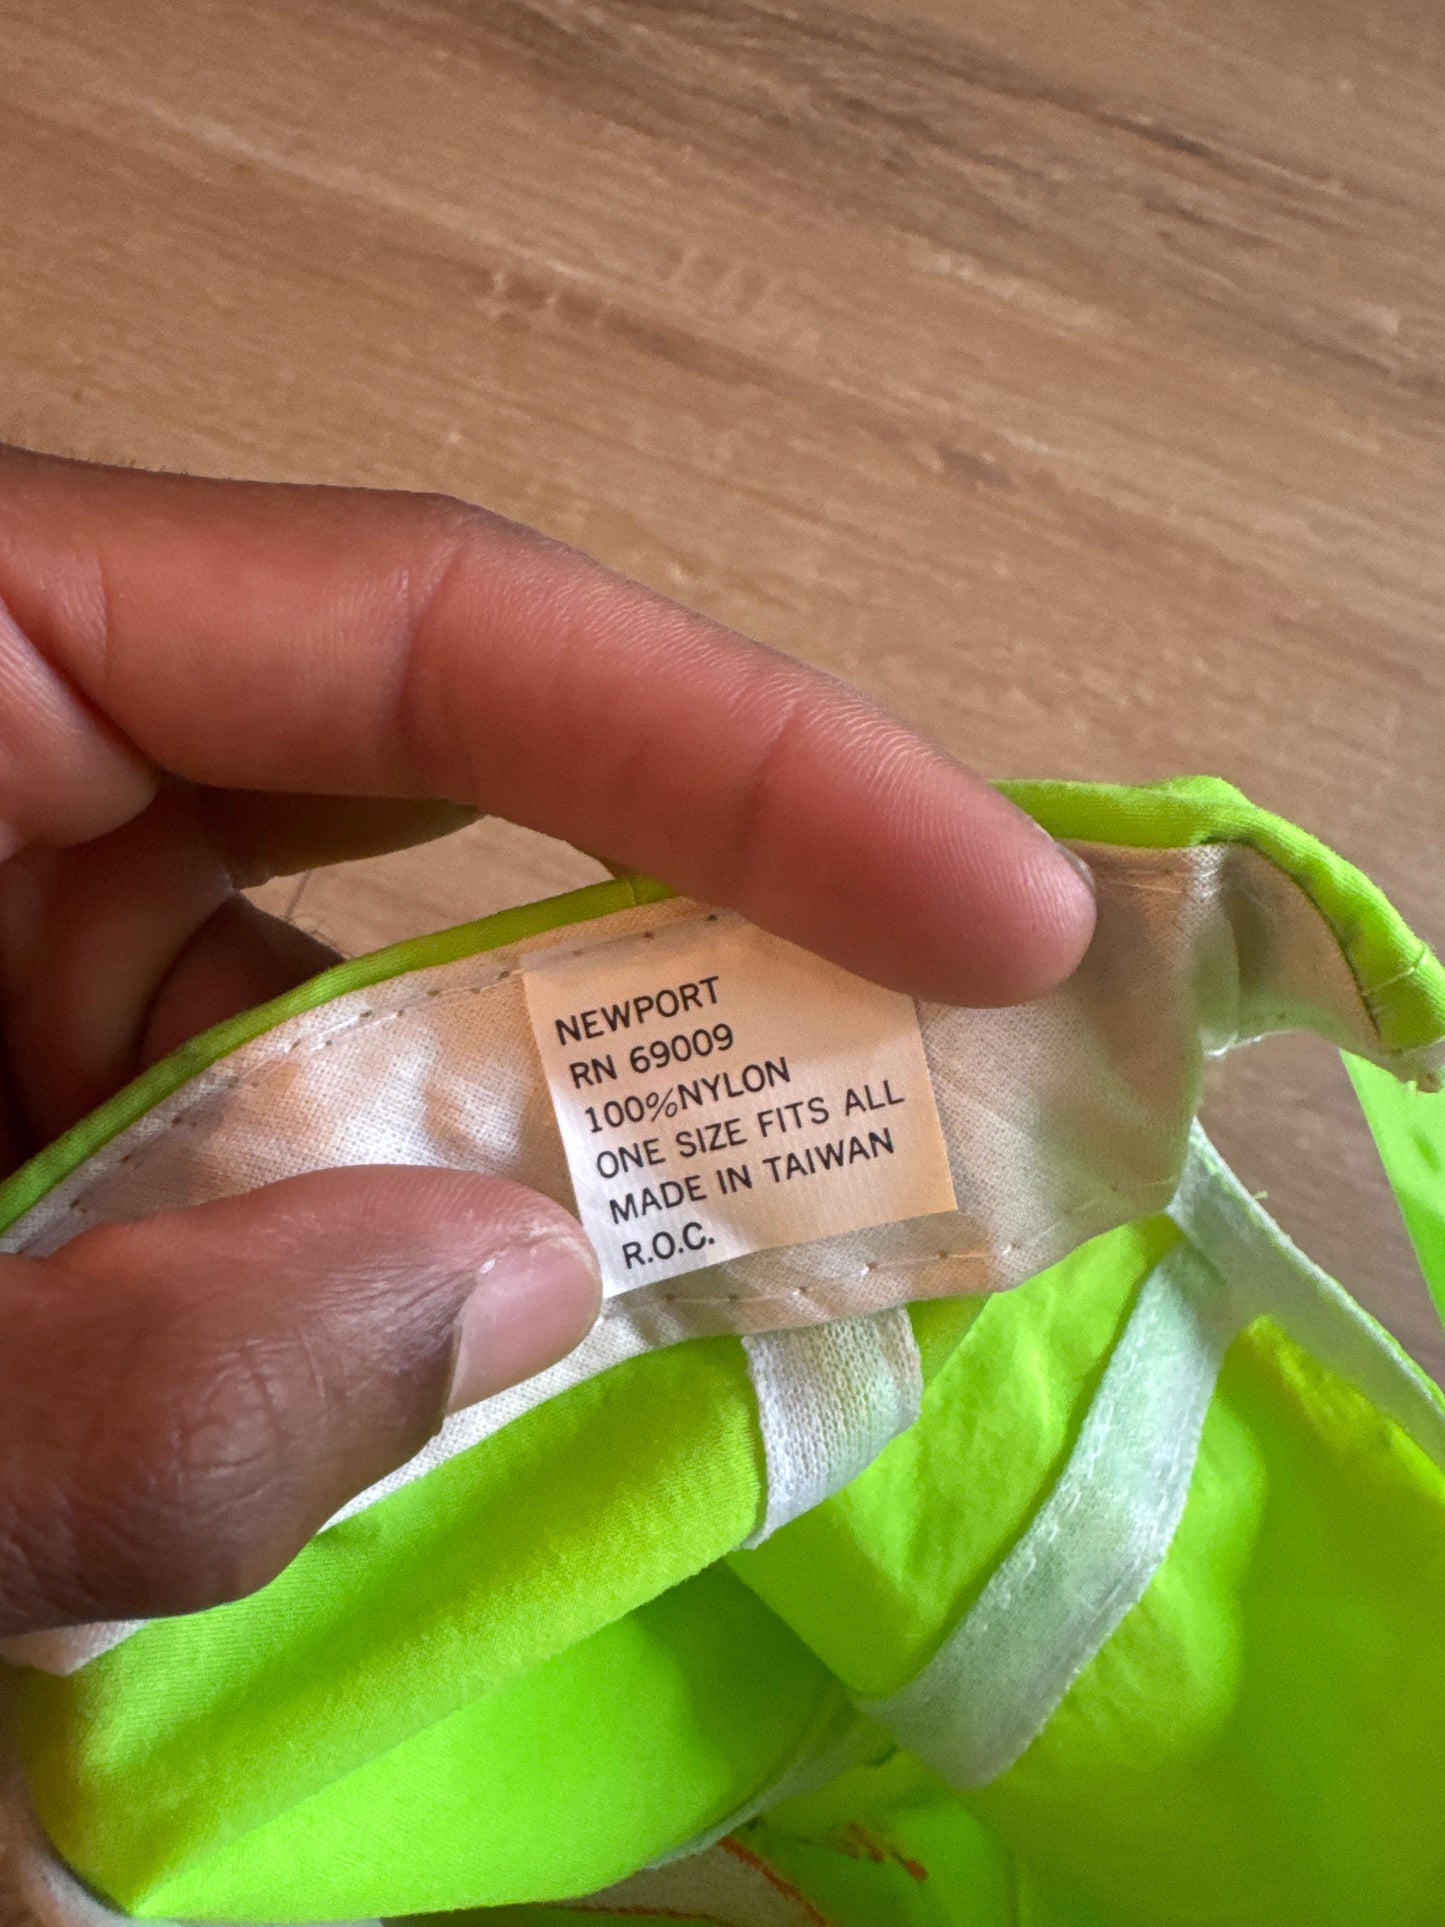 NEWPORT
RN 69009
100%NYLON
ONE SIZE FITS ALL
MADE IN TAIWAN
R.O.C.